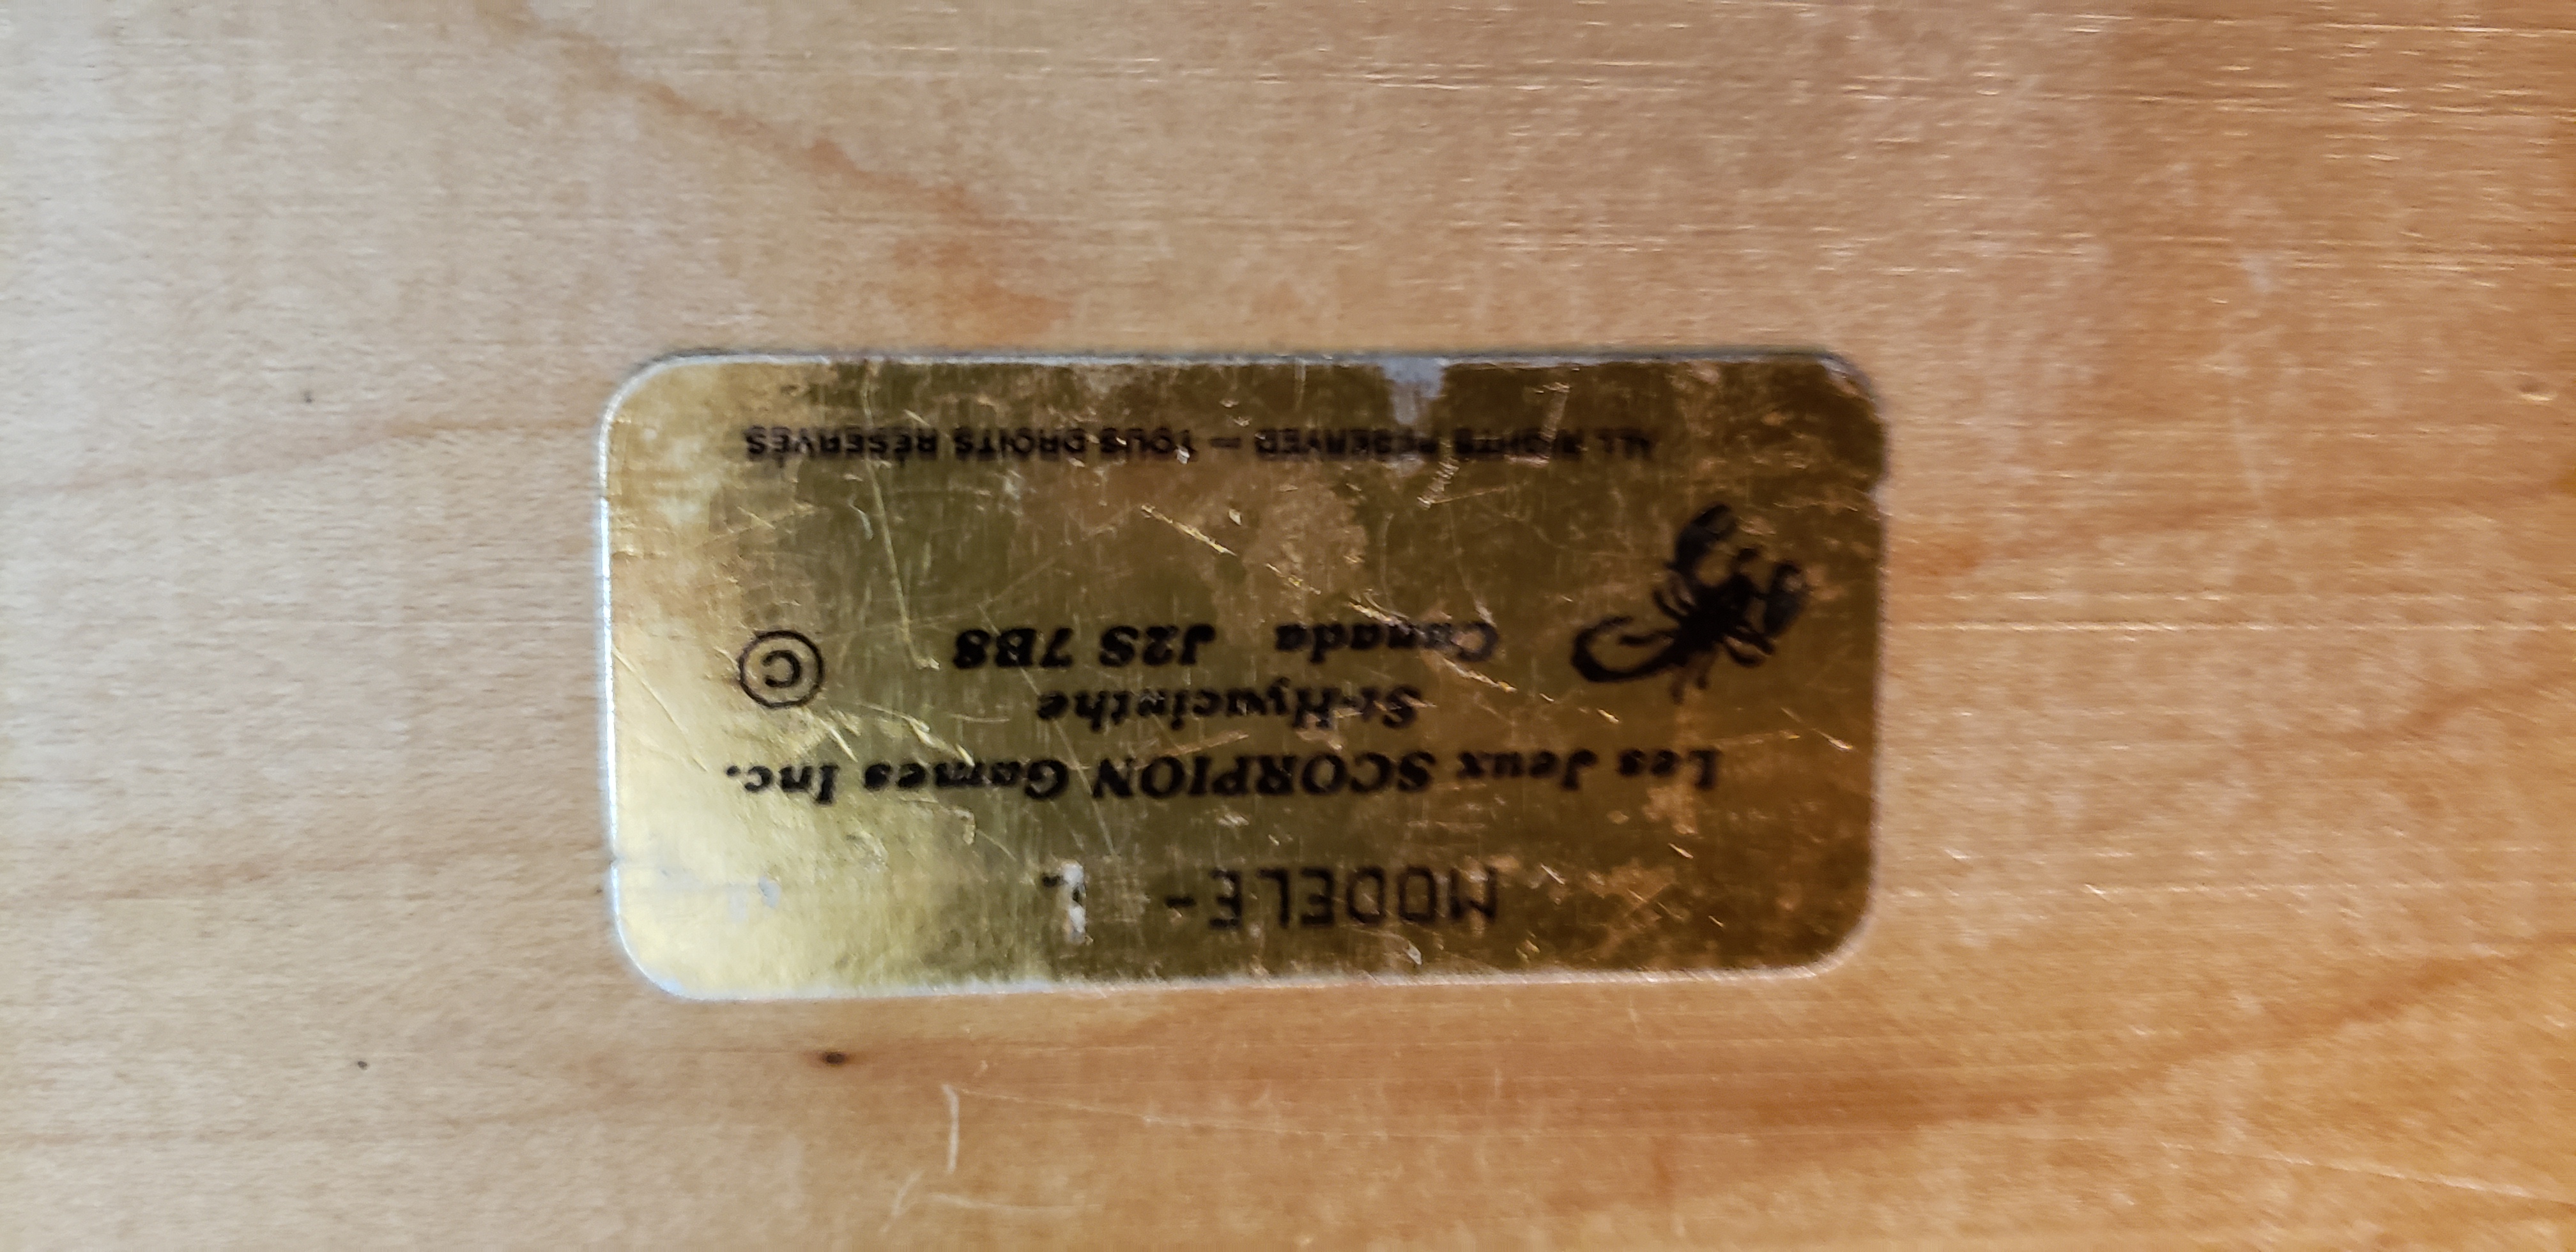 MODELE -
Les Jeux SCORPION Games Inc.
St-Hyacinthe
Canada J2S 7B8
©
ALL RIGHTS RESERVED — TOUS DROITS RÉSERVÉS